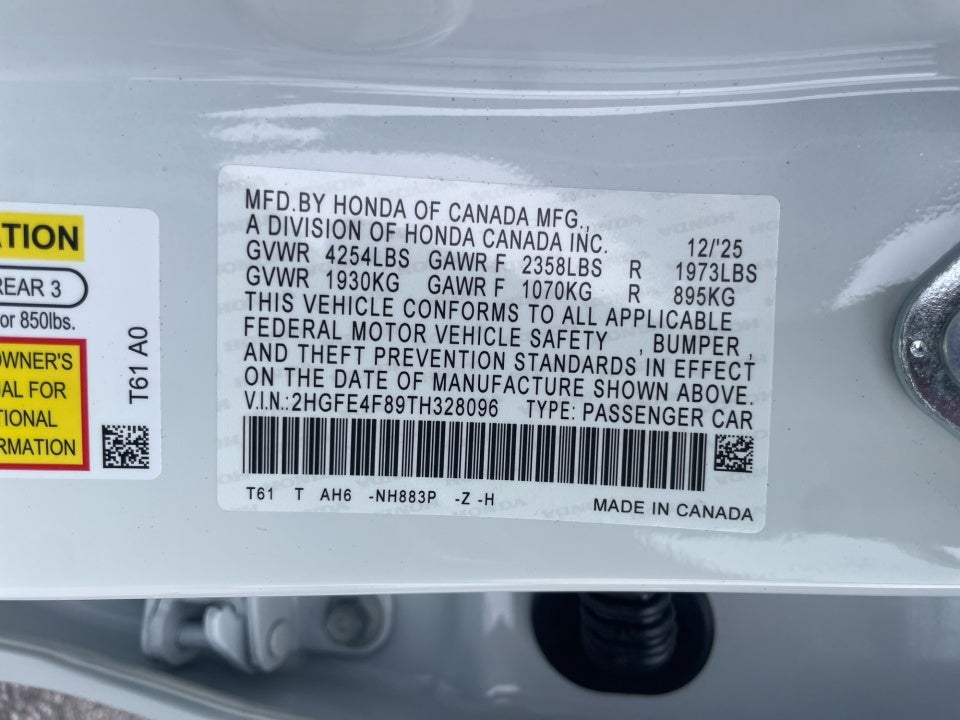 ATION
REAR 3
or 850lbs.
OWNER'S
AL FOR
TIONAL
RMATION
T61 A0
MFD.BY HONDA OF CANADA MFG.,
A DIVISION OF HONDA CANADA INC. 12/'25
GVWR 4254LBS GAWR F 2358LBS R 1973LBS
GVWR 1930KG GAWR F 1070KG R 895KG
THIS VEHICLE CONFORMS TO ALL APPLICABLE
FEDERAL MOTOR VEHICLE SAFETY , BUMPER,
AND THEFT PREVENTION STANDARDS IN EFFECT
ON THE DATE OF MANUFACTURE SHOWN ABOVE.
V.I.N.:2HGFE4F89TH328096 TYPE: PASSENGER CAR
T61 T AH6 -NH883P -Z -H MADE IN CANADA